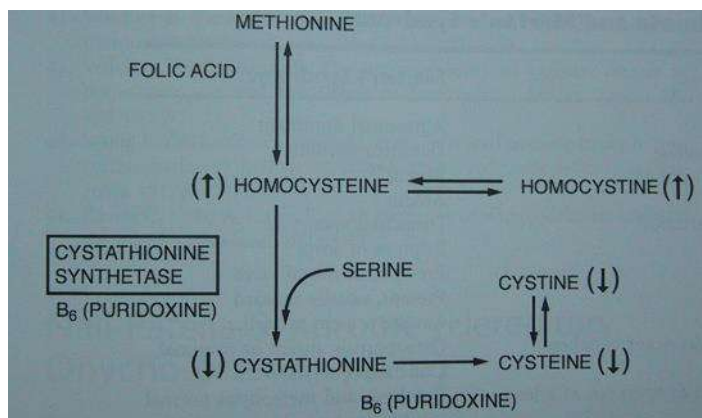 METHIONINE
FOLIC ACID
(↑) HOMOCYSTEINE
HOMOCYSTINE (↑)
CYSTATHIONINE
SYNTHETASE
SERINE
CYSTINE (↓)
B₆ (PURIDOXINE)
(↓) CYSTATHIONINE
CYSTEINE (↓)
B₆ (PURIDOXINE)